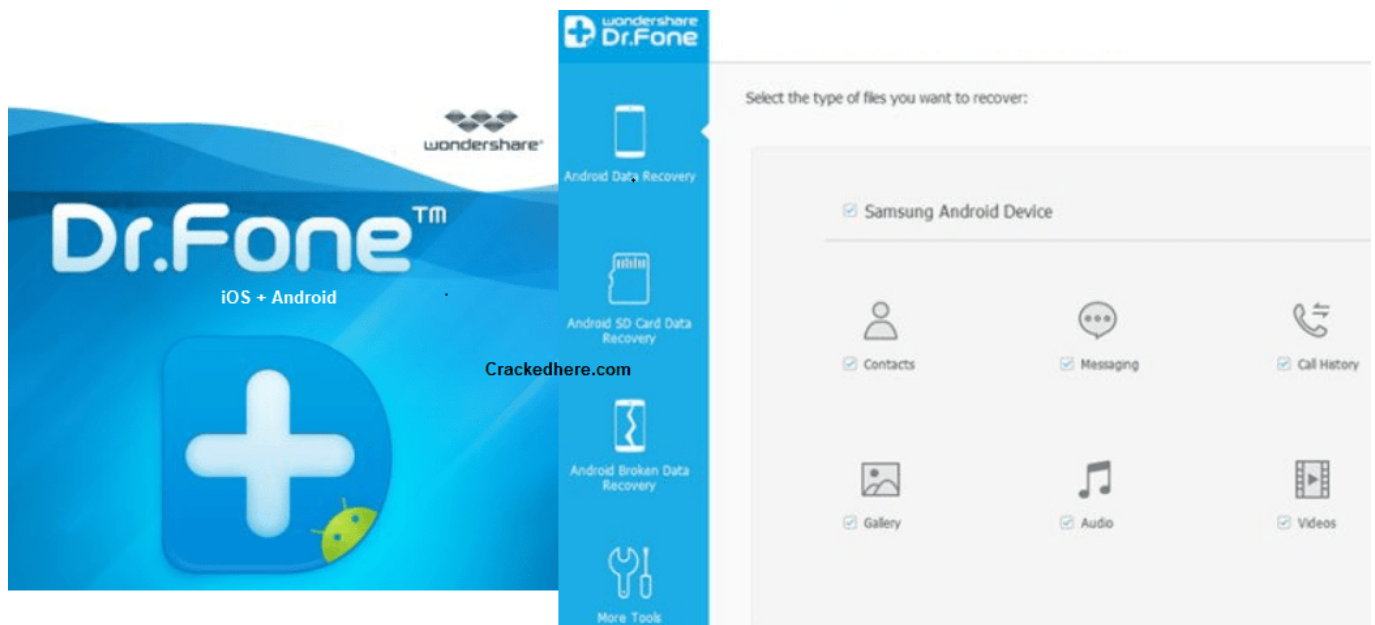 wondershare
Dr.Fone™
iOS + Android
Crackedhere.com
wondershare
Dr.Fone
Android Data Recovery
Android SD Card Data
Recovery
Android Broken Data
Recovery
More Tools
Select the type of files you want to recover:
Samsung Android Device
Contacts
Messaging
Call History
Gallery
Audio
Videos